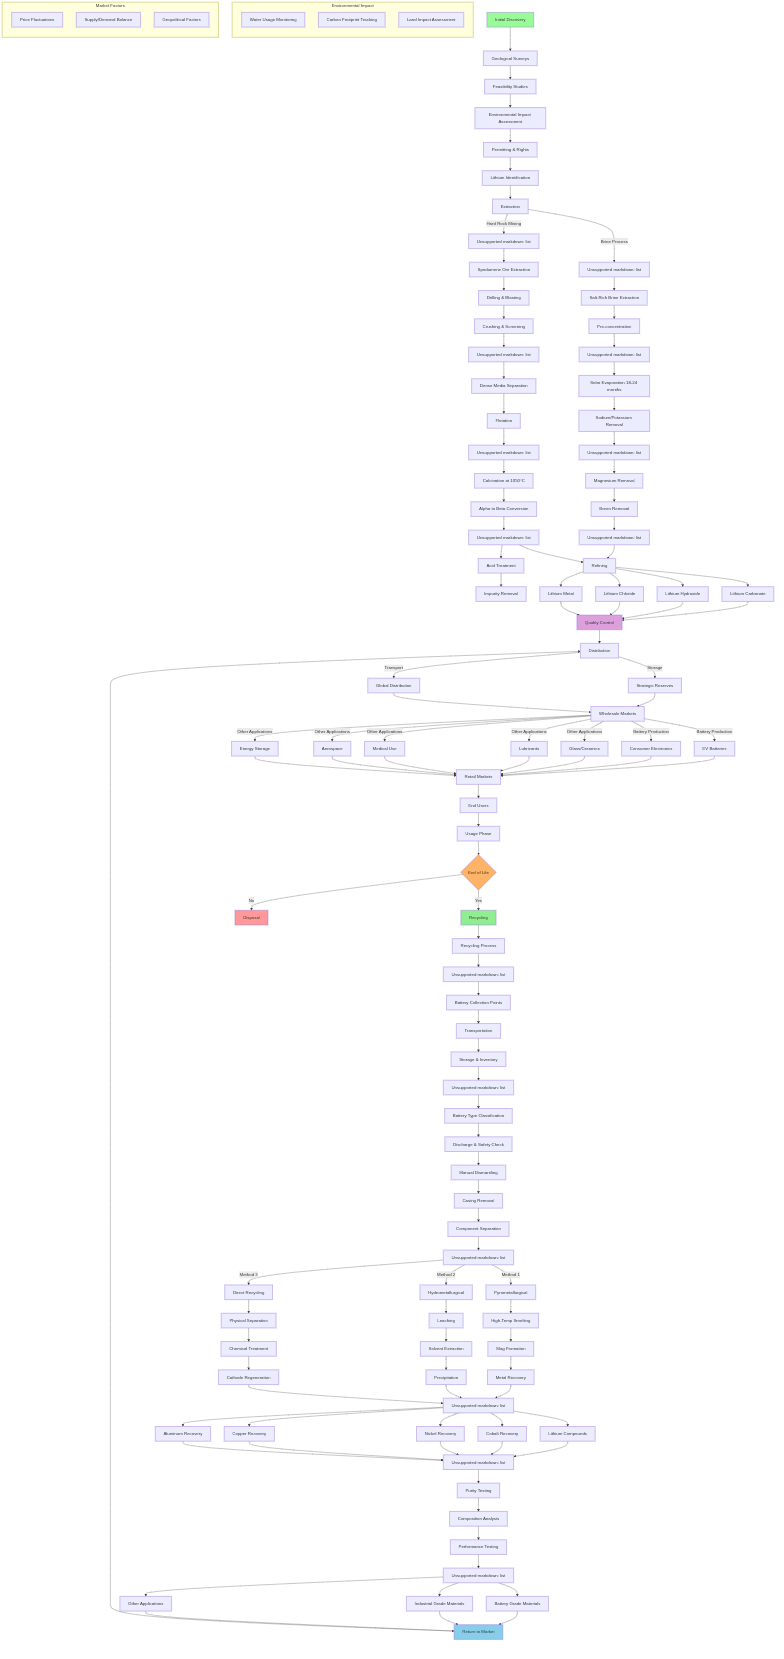 Market Factors
Price Fluctuations
Supply/Demand Balance
Geopolitical Factors
Environmental Impact
Water Usage Monitoring
Carbon Footprint Tracking
Land Impact Assessment
Initial Discovery
Geological Surveys
Feasibility Studies
Environmental Impact
Assessment
Permitting & Rights
Lithium Identification
Extraction
Hard Rock Mining
Brine Process
Unsupported markdown: list
Spodumene Ore Extraction
Unsupported markdown: list
Drilling & Blasting
Salt-Rich Brine Extraction
Crushing & Screening
Pre-concentration
Unsupported markdown: list
Unsupported markdown: list
Dense Media Separation
Solar Evaporation 18-24
months
Flotation
Sodium/Potassium
Removal
Unsupported markdown: list
Unsupported markdown: list
Calcination at 1050°C
Magnesium Removal
Alpha to Beta Conversion
Boron Removal
Unsupported markdown: list
Unsupported markdown: list
Acid Treatment
Refining
Impurity Removal
Lithium Metal
Lithium Chloride
Lithium Hydroxide
Lithium Carbonate
Quality Control
Distribution
Transport
Storage
Global Distribution
Strategic Reserves
Wholesale Markets
Other Applications
Other Applications
Other Applications
Other Applications
Other Applications
Battery Production
Battery Production
Energy Storage
Aerospace
Medical Use
Lubricants
Glass/Ceramics
Consumer Electronics
EV Batteries
Retail Markets
End Users
Usage Phase
End of Life
No
Yes
Disposal
Recycling
Recycling Process
Unsupported markdown: list
Battery Collection Points
Transportation
Storage & Inventory
Unsupported markdown: list
Battery Type Classification
Discharge & Safety Check
Manual Dismantling
Casing Removal
Component Separation
Unsupported markdown: list
Method 3
Method 2
Method 1
Direct Recycling
Hydrometallurgical
Pyrometallurgical
Physical Separation
Leaching
High-Temp Smelting
Chemical Treatment
Solvent Extraction
Slag Formation
Cathode Regeneration
Precipitation
Metal Recovery
Unsupported markdown: list
Aluminum Recovery
Copper Recovery
Nickel Recovery
Cobalt Recovery
Lithium Compounds
Unsupported markdown: list
Purity Testing
Composition Analysis
Performance Testing
Unsupported markdown: list
Other Applications
Industrial Grade Materials
Battery Grade Materials
Return to Market